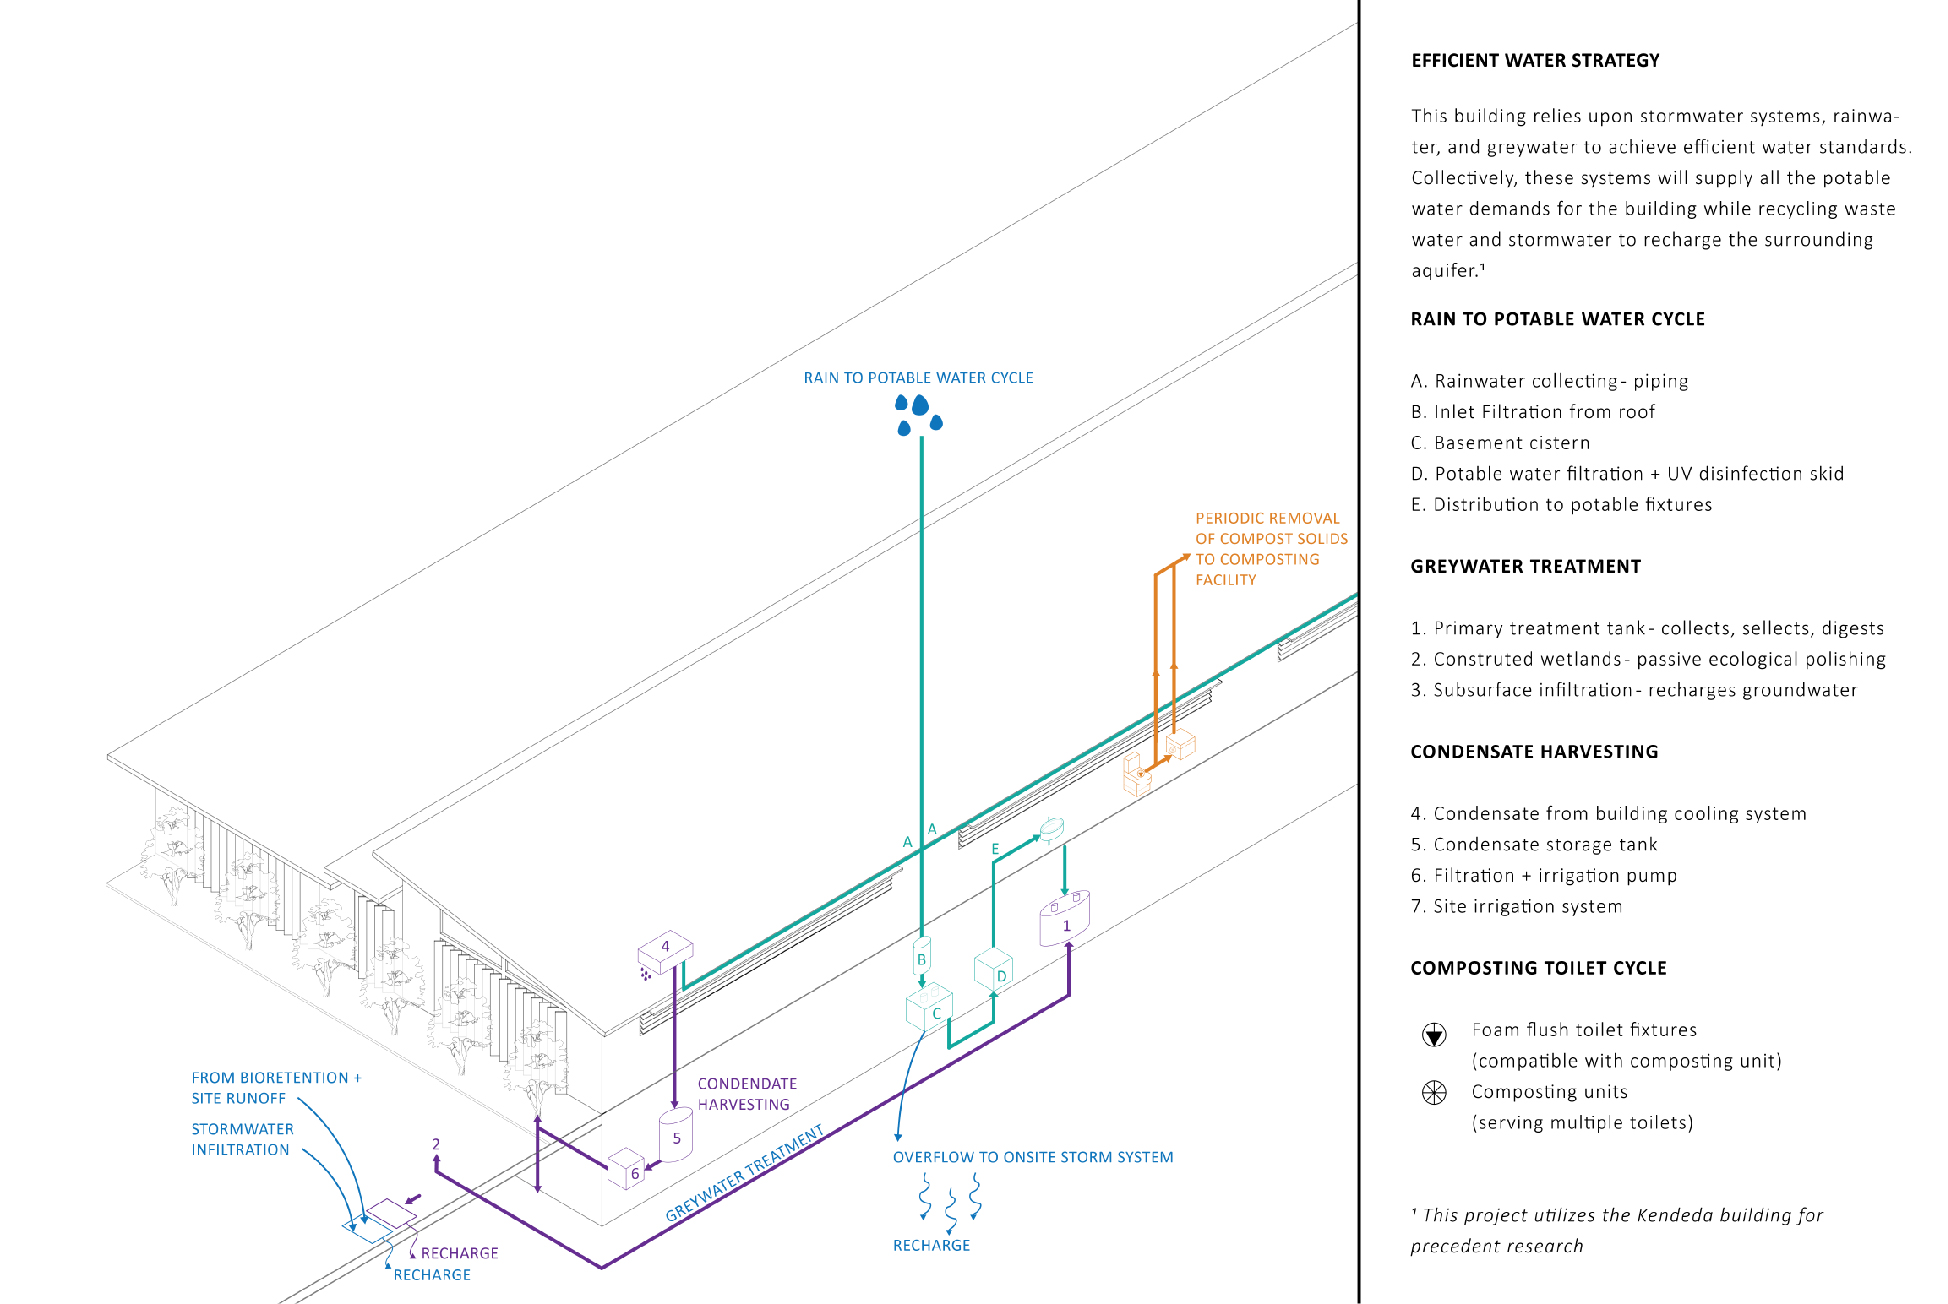 RAIN TO POTABLE WATER CYCLE
PERIODIC REMOVAL
OF COMPOST SOLIDS
TO COMPOSTING
FACILITY
A
A
E
B
C
D
1
4
5
6
2
CONDENDATE
HARVESTING
GREYWATER TREATMENT
FROM BIORETENTION +
SITE RUNOFF
STORMWATER
INFILTRATION
RECHARGE
RECHARGE
OVERFLOW TO ONSITE STORM SYSTEM
RECHARGE
EFFICIENT WATER STRATEGY
This building relies upon stormwater systems, rainwa-
ter, and greywater to achieve efficient water standards.
Collectively, these systems will supply all the potable
water demands for the building while recycling waste
water and stormwater to recharge the surrounding
aquifer.¹
RAIN TO POTABLE WATER CYCLE
A. Rainwater collecting- piping
B. Inlet Filtration from roof
C. Basement cistern
D. Potable water filtration + UV disinfection skid
E. Distribution to potable fixtures
GREYWATER TREATMENT
1. Primary treatment tank- collects, sellects, digests
2. Construted wetlands- passive ecological polishing
3. Subsurface infiltration- recharges groundwater
CONDENSATE HARVESTING
4. Condensate from building cooling system
5. Condensate storage tank
6. Filtration + irrigation pump
7. Site irrigation system
COMPOSTING TOILET CYCLE
Foam flush toilet fixtures
(compatible with composting unit)
Composting units
(serving multiple toilets)
¹ This project utilizes the Kendeda building for
precedent research